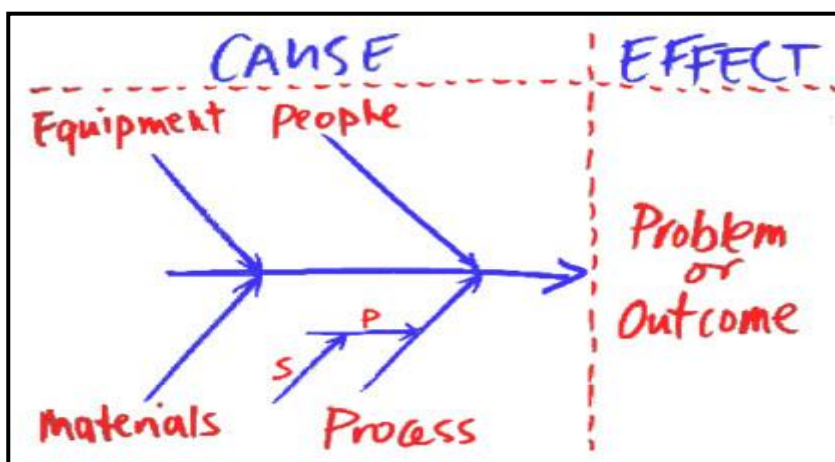 CAUSE EFFECT
Equipment People
Problem
or
Outcome
P
S
Materials Process